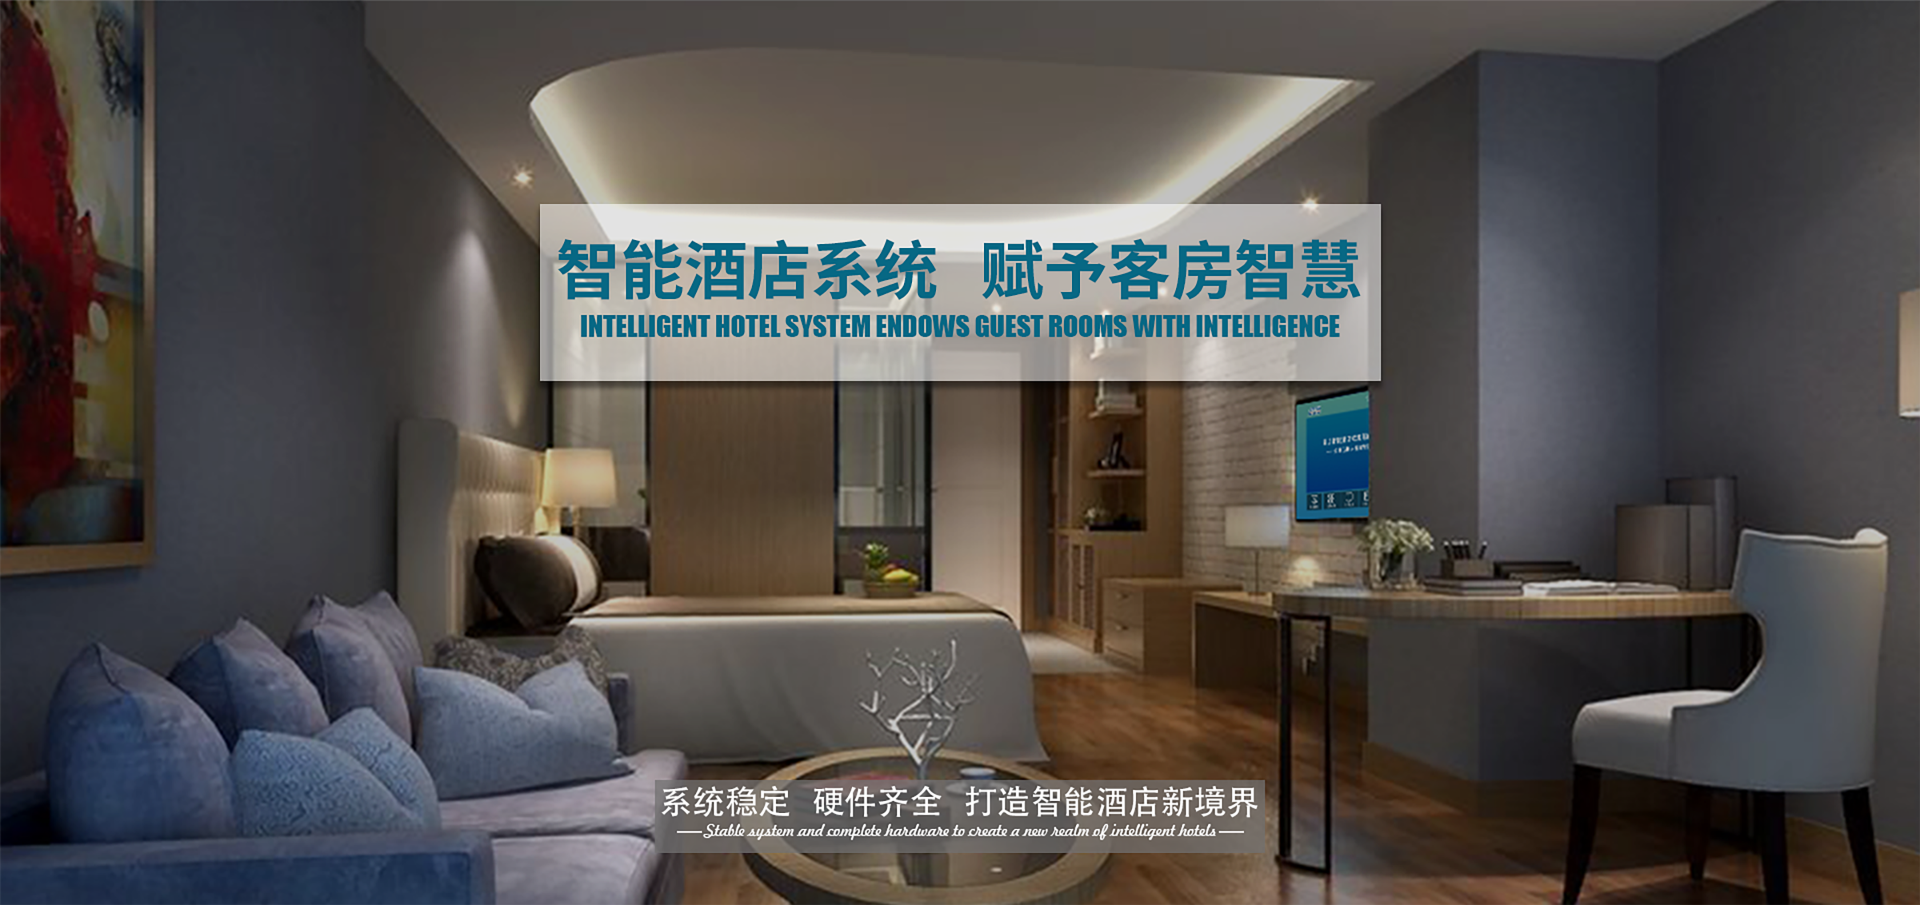 智能酒店系统 赋予客房智慧
INTELLIGENT HOTEL SYSTEM ENDOWS GUEST ROOMS WITH INTELLIGENCE
系统稳定 硬件齐全 打造智能酒店新境界
Stable system and complete hardware to create a new realm of intelligent hotels